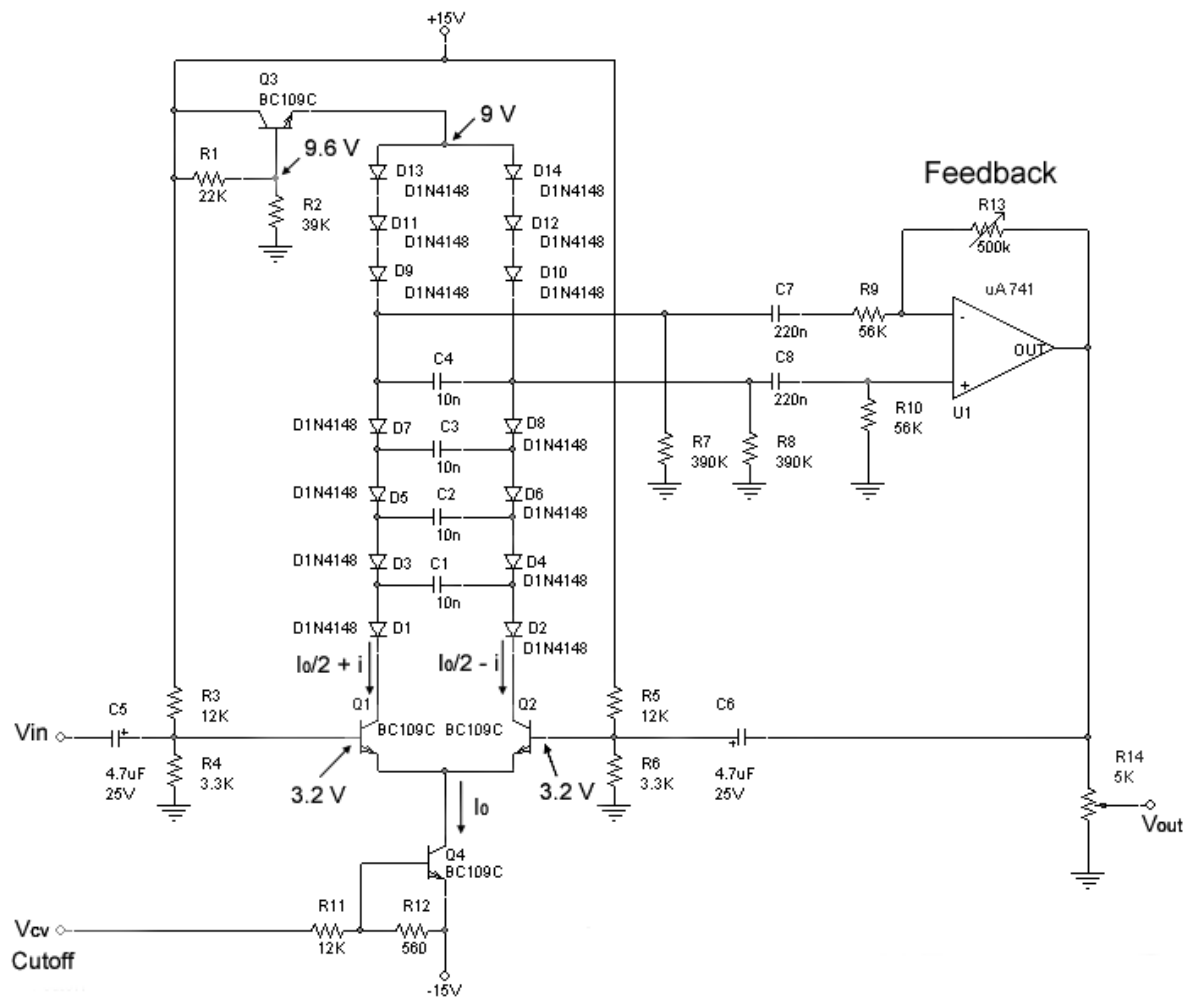 +15V
Q3
BC109C
9 V
9.6 V
R1
22K
R2
39K
D13
D1N4148
D14
D1N4148
D11
D1N4148
D12
D1N4148
D9
D1N4148
D10
D1N4148
Feedback
R13
500k
uA741
C7
220n
R9
56K
-
OUT
+
U1
C8
220n
R10
56K
R7
390K
R8
390K
C4
10n
D1N4148
D7
C3
10n
D8
D1N4148
D1N4148
D5
C2
10n
D6
D1N4148
D1N4148
D3
C1
10n
D4
D1N4148
D1N4148
D1
D2
D1N4148
I0/2 + i
I0/2 - i
Q1
BC109C
Q2
BC109C
R3
12K
R5
12K
Vin
C5
+
4.7uF
25V
R4
3.3K
3.2 V
3.2 V
R6
3.3K
C6
+
4.7uF
25V
R14
5K
Vout
I0
Q4
BC109C
Vcv
Cutoff
R11
12K
R12
560
-15V